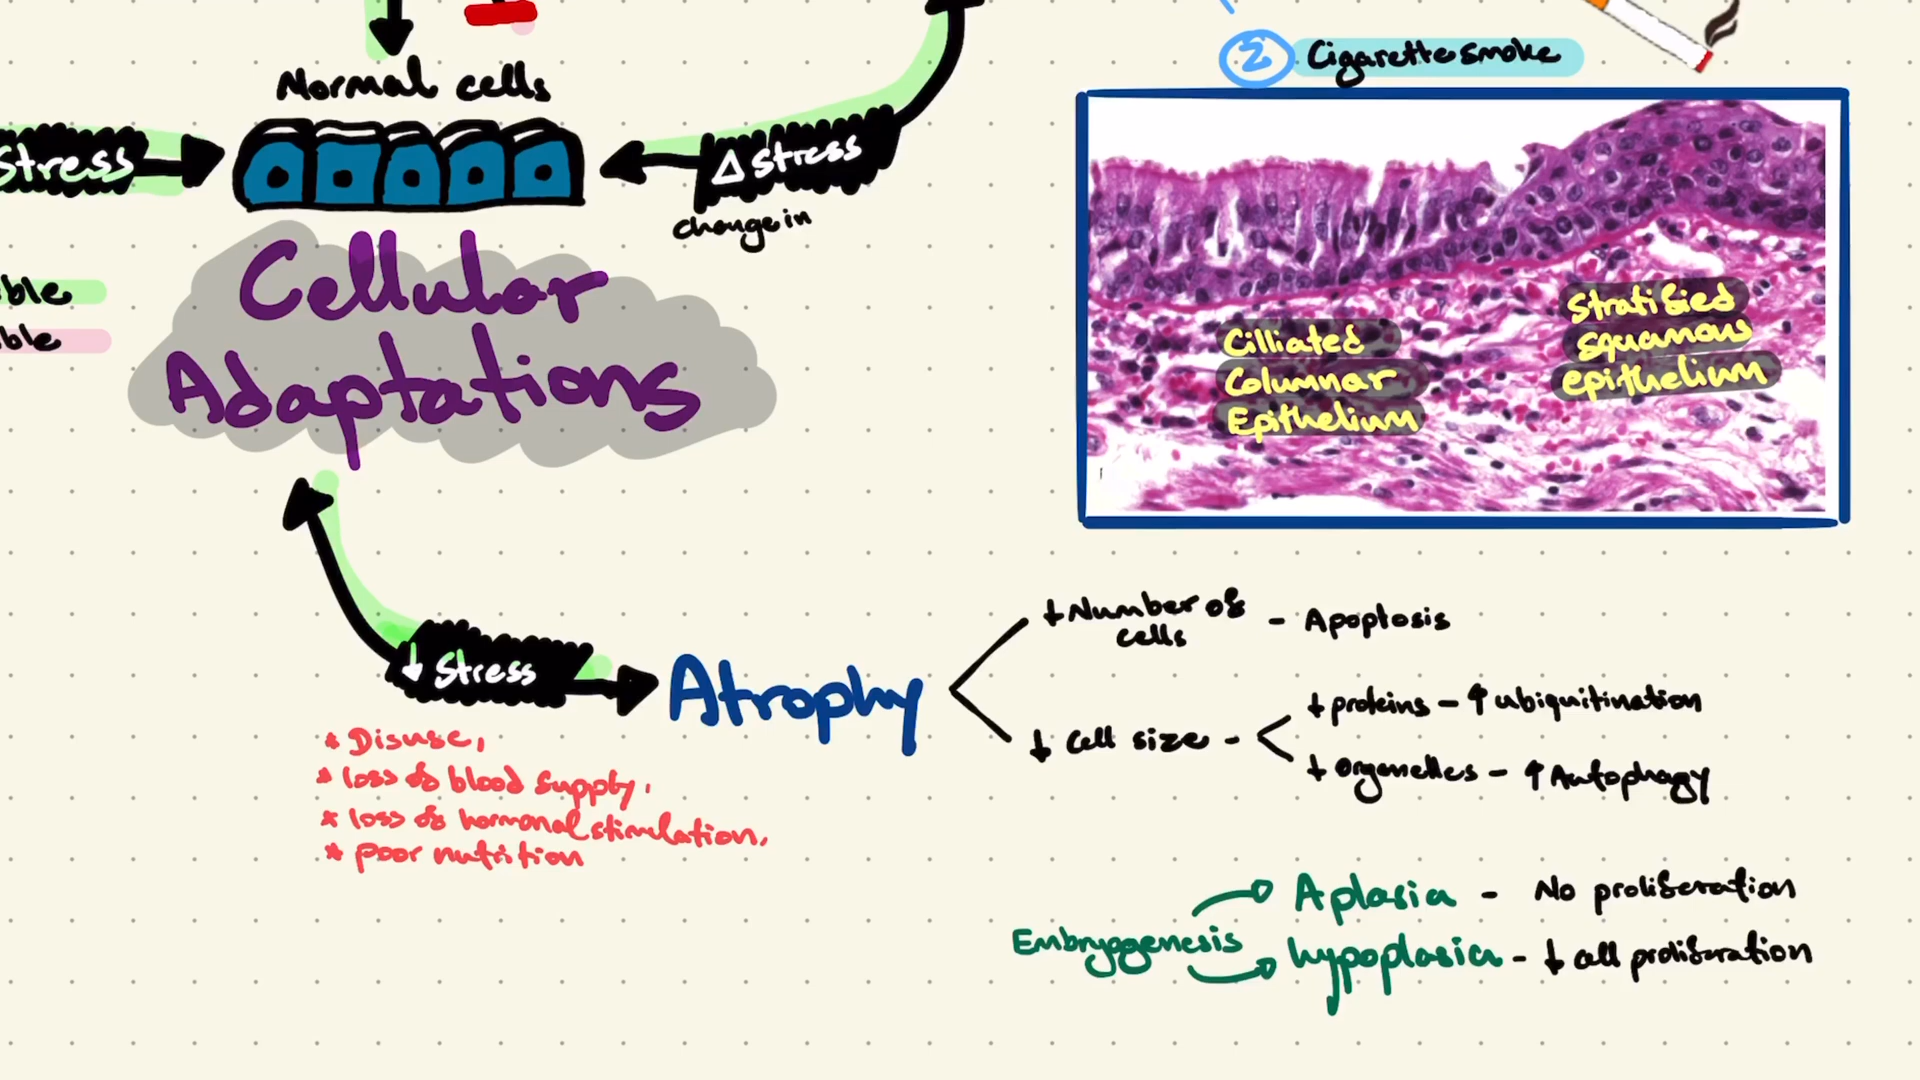 ② Cigarette smoke
Normal cells
Stress
Δ Stress
change in
Cellular
Adaptations
ble
ble
Cilliated
Columnar
Epithelium
Stratified
squamous
epithelium
↓ Stress
Atrophy
* Disuse,
* loss of blood supply,
* loss of hormonal stimulation,
* poor nutrition
↓ Number of
cells
- Apoptosis
↓ Cell size -
↓ proteins - ↑ ubiquitination
↓ organelles - ↑ Autophagy
Embryogenesis
Aplasia - No proliferation
hypoplasia - ↓ cell proliferation